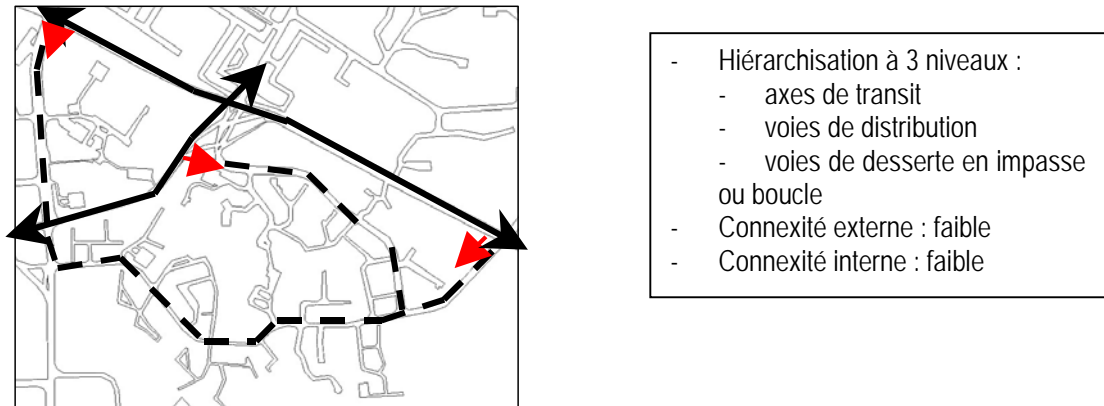 - Hiérarchisation à 3 niveaux :
- axes de transit
- voies de distribution
- voies de desserte en impasse
ou boucle
- Connexité externe : faible
- Connexité interne : faible